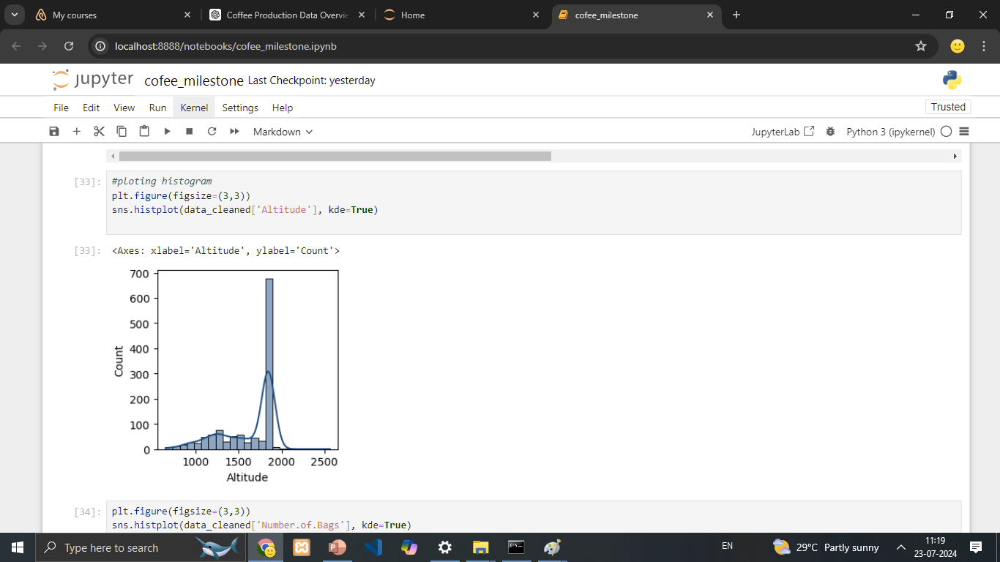 My courses
Coffee Production Data Overvie
Home
cofee_milestone
localhost:8888/notebooks/cofee_milestone.ipynb
jupyter cofee_milestone Last Checkpoint: yesterday
File Edit View Run Kernel Settings Help
Trusted
Markdown
JupyterLab
Python 3 (ipykernel)
[33]:
#ploting histogram
plt.figure(figsize=(3,3))
sns.histplot(data_cleaned['Altitude'], kde=True)
[33]:
<Axes: xlabel='Altitude', ylabel='Count'>
700
600
500
400
300
200
100
0
Count
1000 1500 2000 2500
Altitude
[34]:
plt.figure(figsize=(3,3))
sns.histplot(data_cleaned['Number.of.Bags'], kde=True)
Type here to search
EN
29°C Partly sunny
11:19
23-07-2024